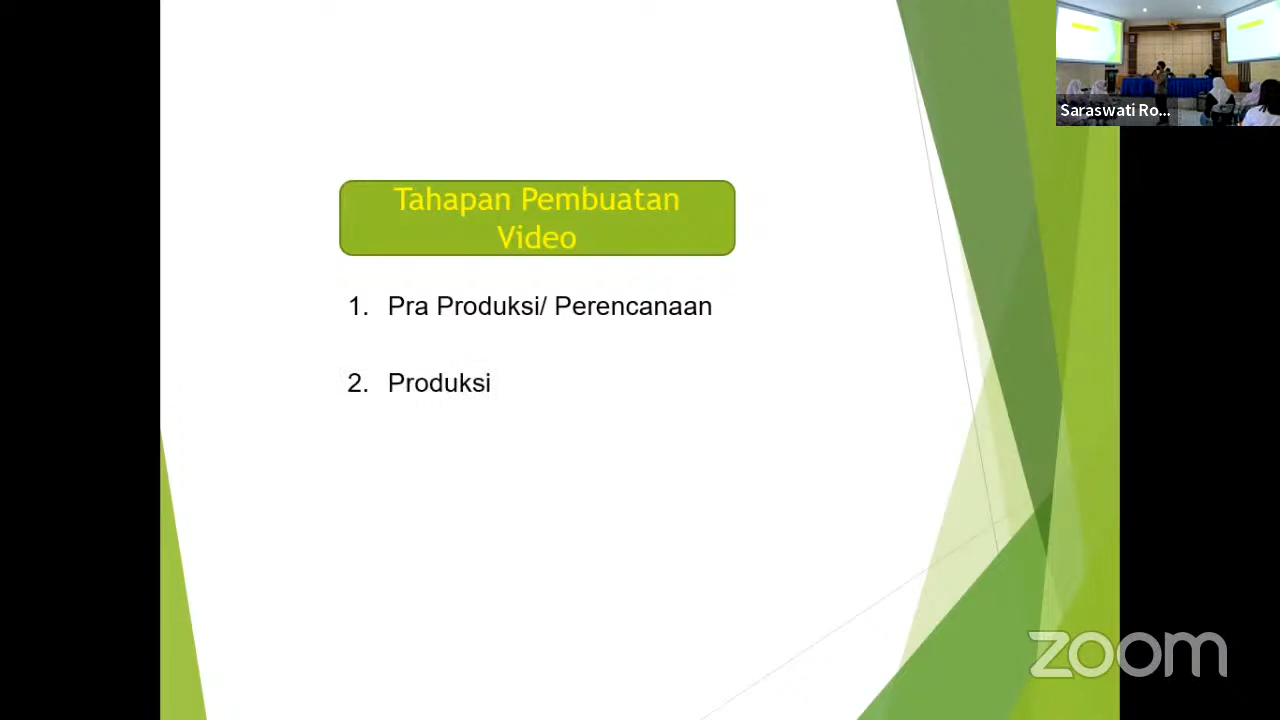 Saraswati Ro...
Tahapan Pembuatan
Video
1. Pra Produksi/ Perencanaan
2. Produksi
zoom